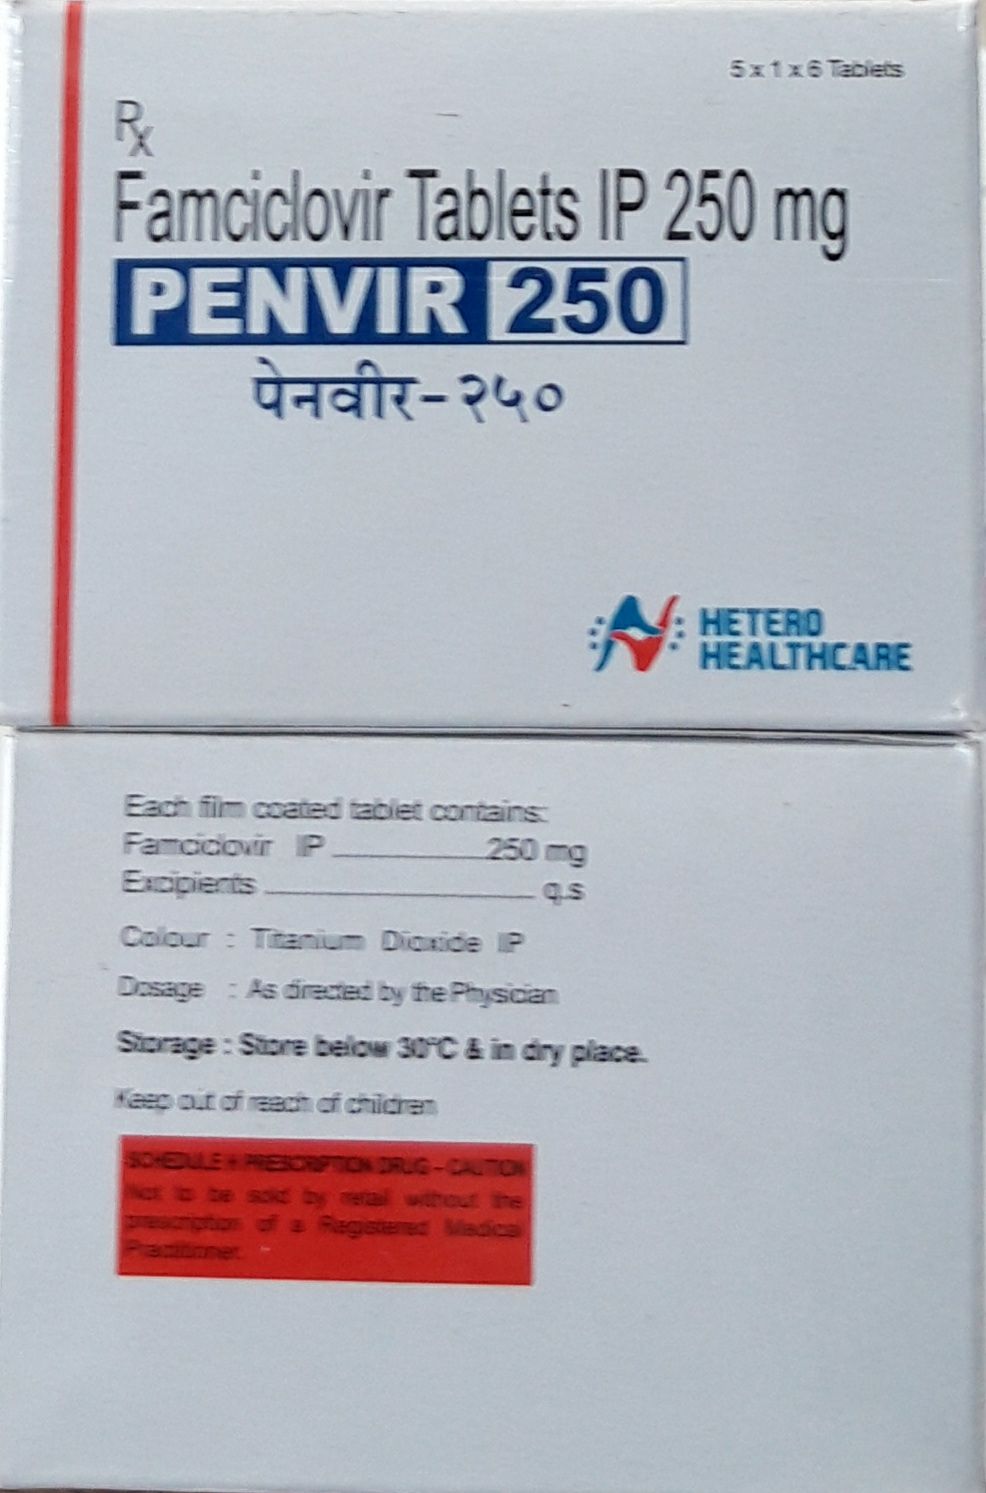 5 x 1 x 6 Tablets
Rx
Famciclovir Tablets IP 250 mg
PENVIR 250
पेनवीर-२५०
HETERO
HEALTHCARE
Each film coated tablet contains:
Famciclovir IP 250 mg
Excipients q.s
Colour : Titanium Dioxide IP
Dosage : As directed by the Physician
Storage : Store below 30°C & in dry place.
Keep out of reach of children
SCHEDULE H PRESCRIPTION DRUG - CAUTION
Not to be sold by retail without the
prescription of a Registered Medical
Practitioner.